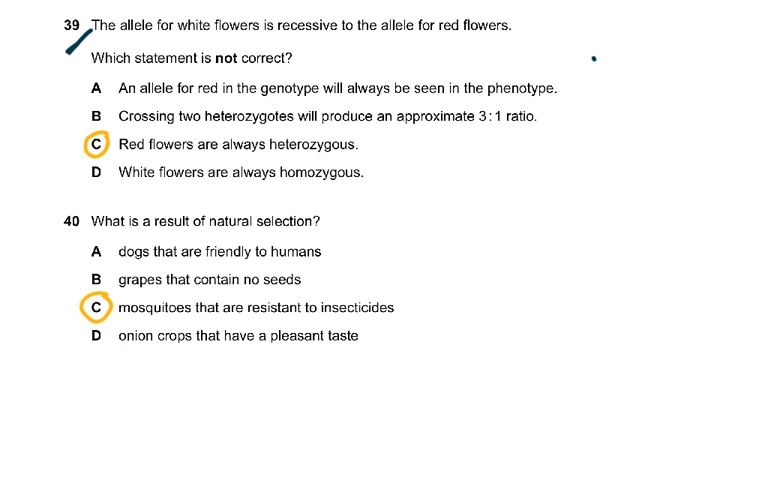 39 The allele for white flowers is recessive to the allele for red flowers.
Which statement is not correct?
A An allele for red in the genotype will always be seen in the phenotype.
B Crossing two heterozygotes will produce an approximate 3:1 ratio.
C Red flowers are always heterozygous.
D White flowers are always homozygous.
40 What is a result of natural selection?
A dogs that are friendly to humans
B grapes that contain no seeds
C mosquitoes that are resistant to insecticides
D onion crops that have a pleasant taste